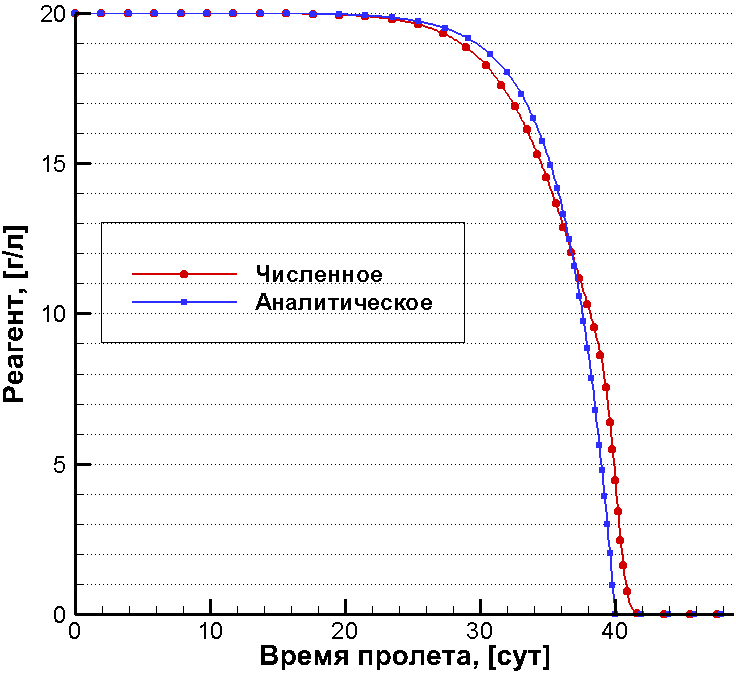 20
15
10
5
0
Реагент, [г/л]
Численное
Аналитическое
0 10 20 30 40
Время пролета, [сут]